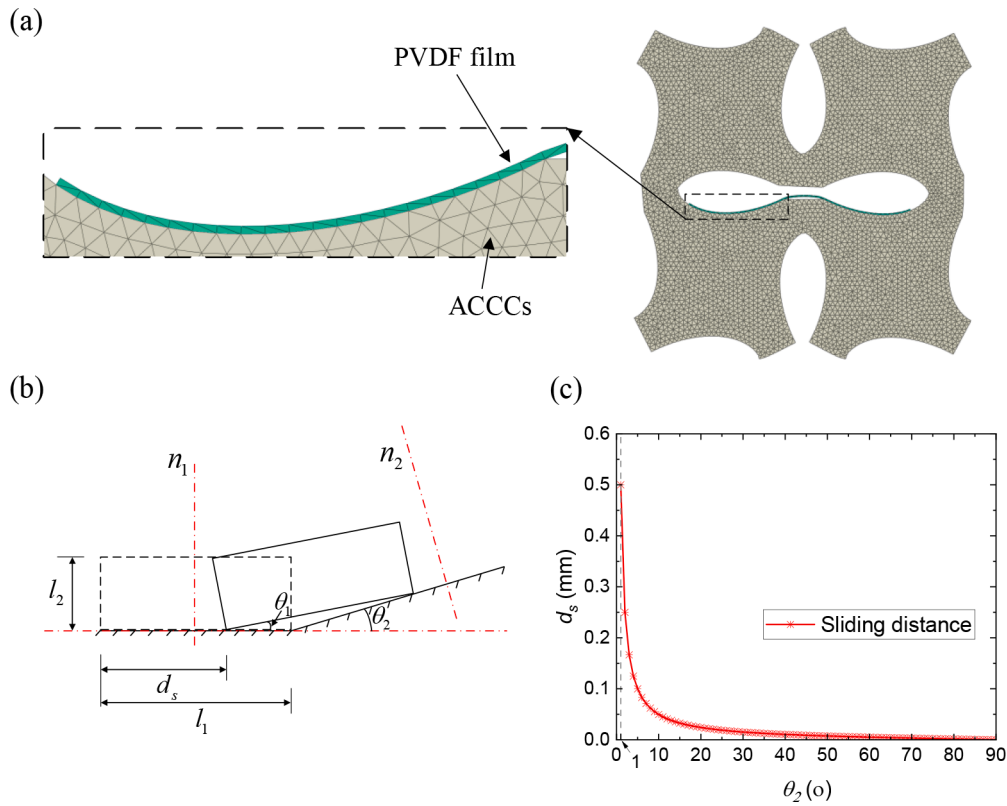 (a)
PVDF film
ACCCs
(b)
n₁
n₂
l₂
θ₁
θ₂
dₛ
l₁
(c)
0.6
0.5
0.4
0.3
0.2
0.1
0.0
dₛ (mm)
Sliding distance
0 10 20 30 40 50 60 70 80 90
1
θ₂ (o)